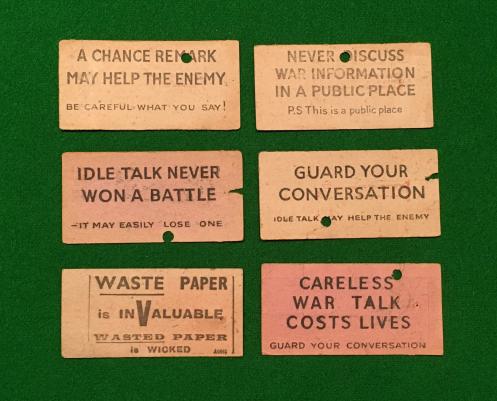 A CHANCE REMARK
MAY HELP THE ENEMY
BE CAREFUL WHAT YOU SAY!
NEVER DISCUSS
WAR INFORMATION
IN A PUBLIC PLACE
P.S This is a public place
IDLE TALK NEVER
WON A BATTLE
—IT MAY EASILY LOSE ONE
GUARD YOUR
CONVERSATION
IDLE TALK MAY HELP THE ENEMY
WASTE PAPER
is INVALUABLE
WASTED PAPER
is WICKED
CARELESS
WAR TALK
COSTS LIVES
GUARD YOUR CONVERSATION